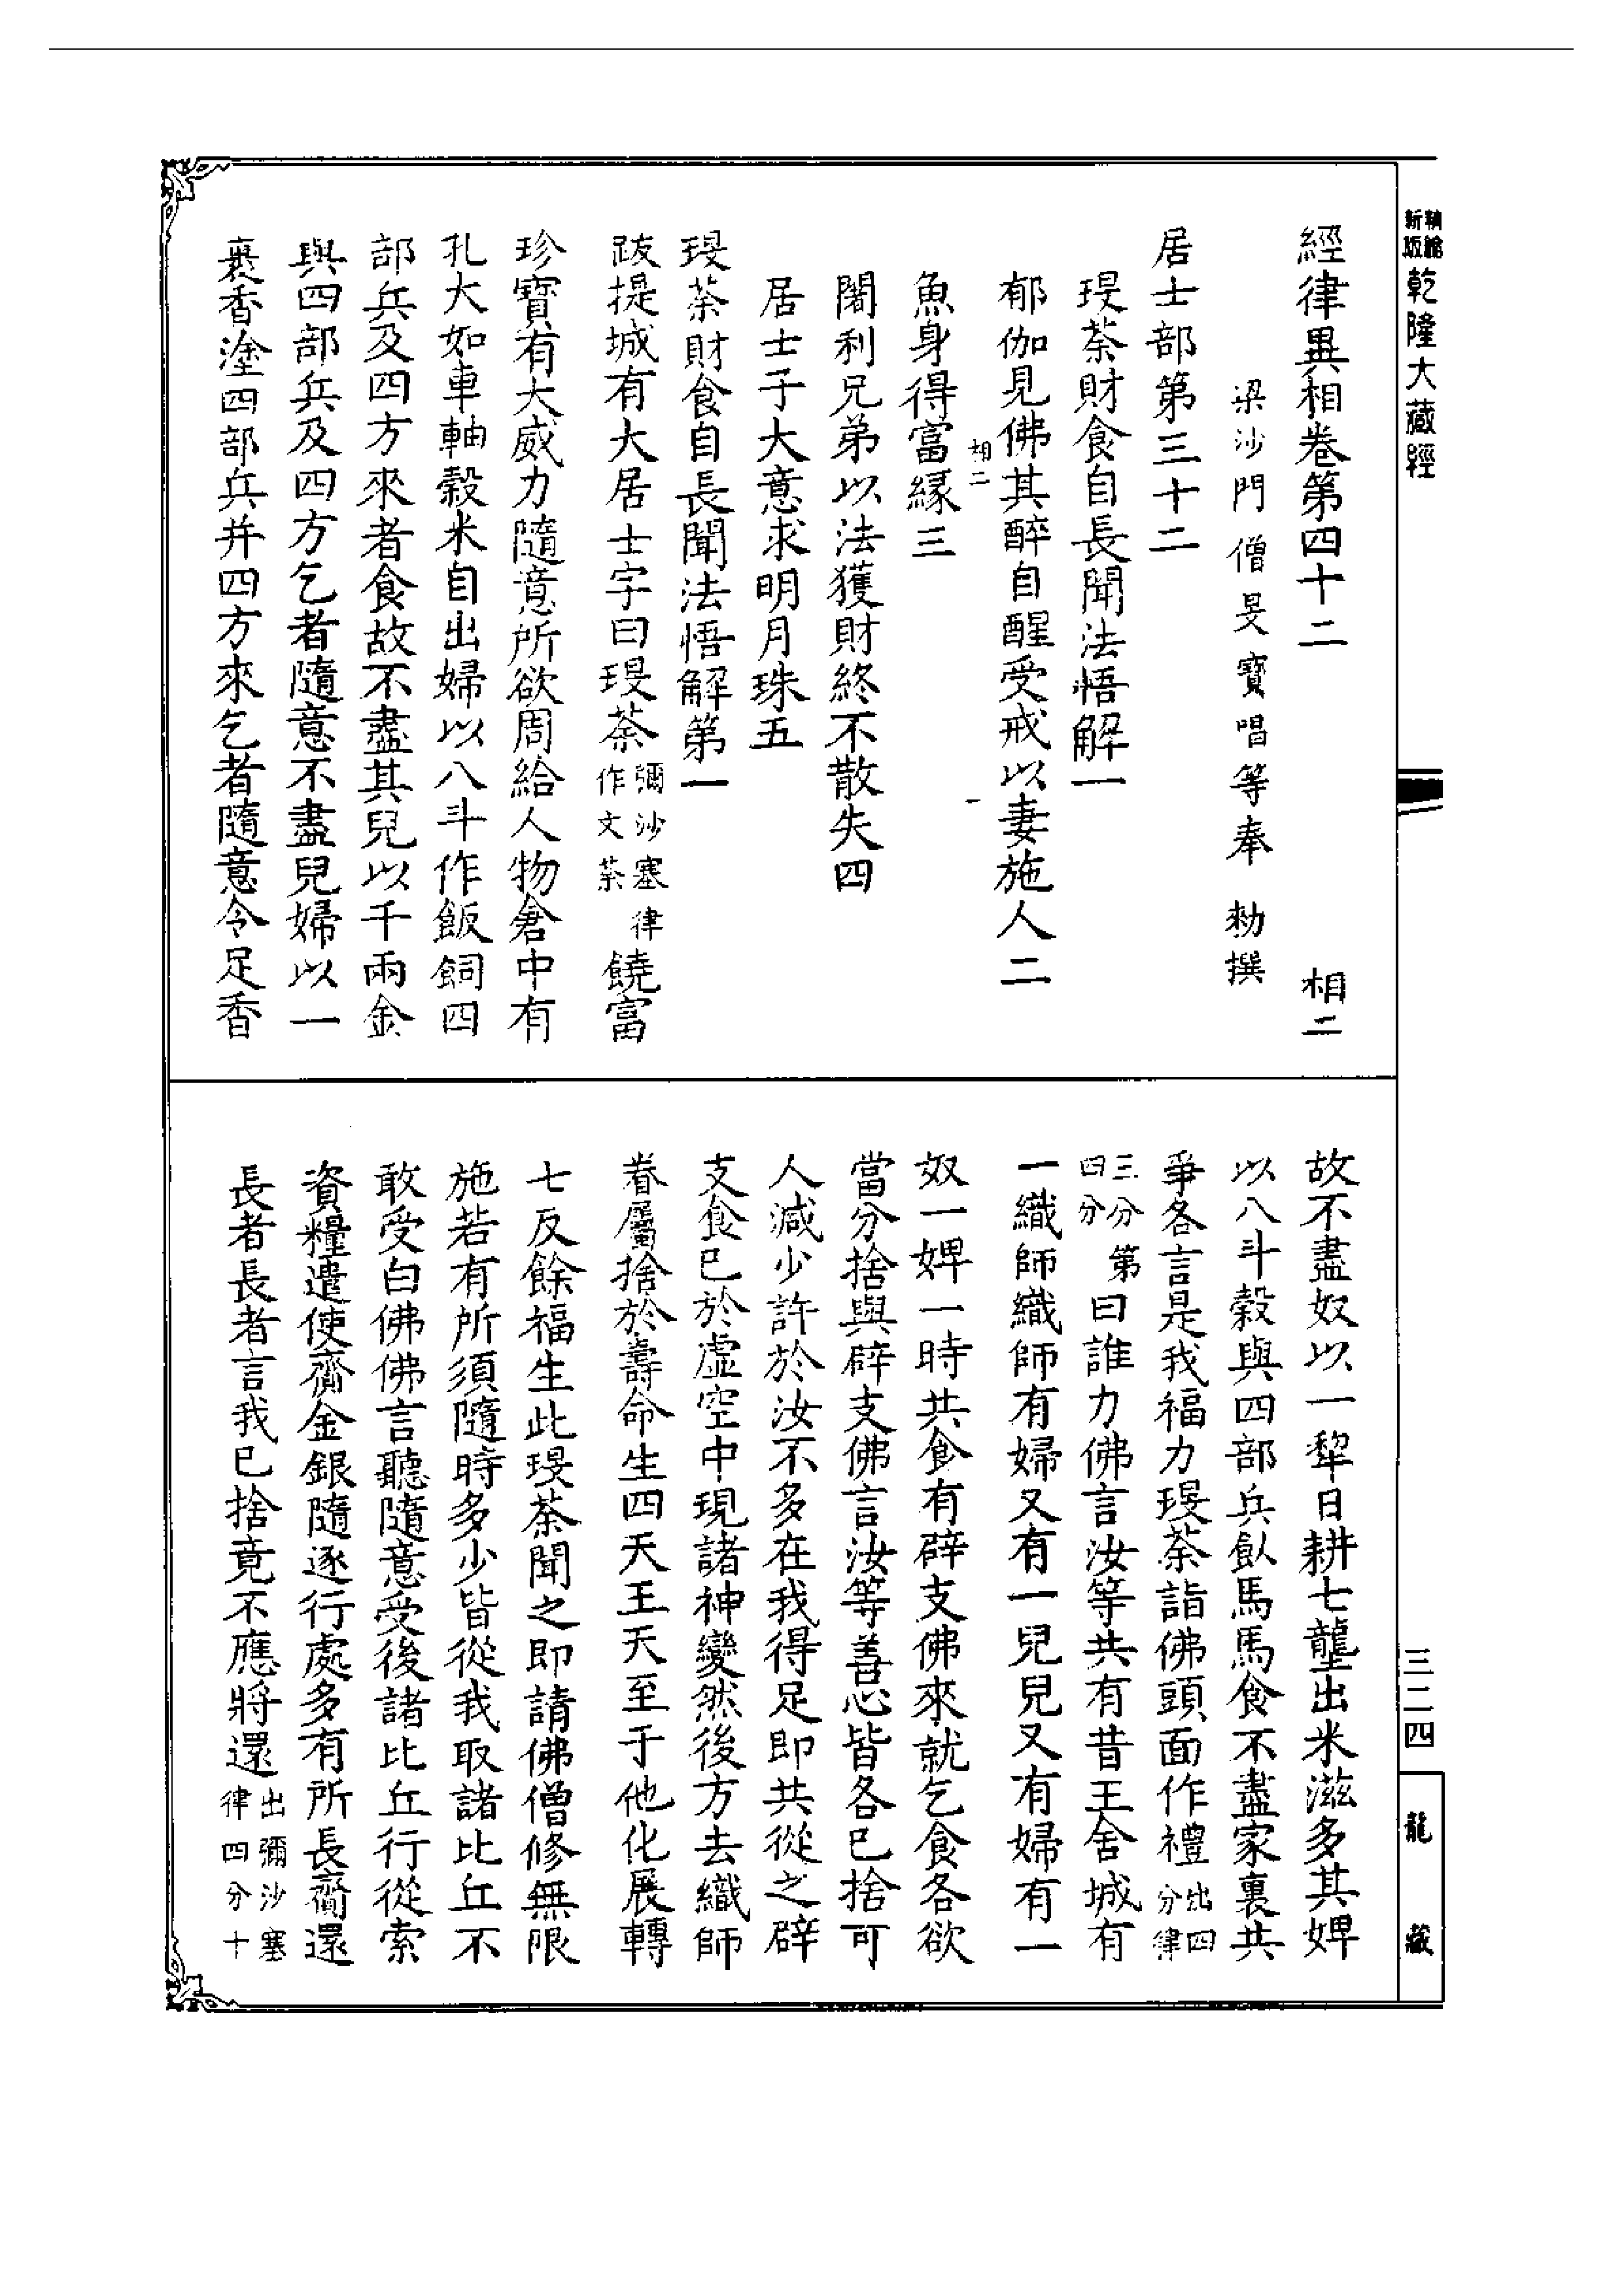 經律異相卷第四十二　相二
梁沙門僧旻寶唱等奉　勑撰
居士部第三十二
琝荼財食自長聞法悟解一
郁伽見佛其醉自醒受戒以妻施人二
相二　一
魚身得富緣三
闍利兄弟以法獲財終不散失四
居士子大意求明月珠五
琝荼財食自長聞法悟解第一
跋提城有大居士字曰琝荼彌沙塞律作文荼饒富
珍寶有大威力隨意所欲周給人物倉中有
孔大如車軸穀米自出婦以八斗作飯飼四
部兵及四方來者食故不盡其兒以千兩金
與四部兵及四方乞者隨意不盡兒婦以一
裹香塗四部兵并四方來乞者隨意令足香
故不盡奴以一犂日耕七壟出米滋多其婢
以八斗穀與四部兵飤馬馬食不盡家裏共
爭各言是我福力琝荼詣佛頭面作禮出四分律
三分第四分曰誰力佛言汝等共有昔王舍城有
一織師織師有婦又有一兒兒又有婦有一
奴一婢一時共食有辟支佛來就乞食各欲
當分捨與辟支佛言汝等善心皆各已捨可
人減少許於汝不多在我得足即共從之辟
支食已於虛空中現諸神變然後方去織師
眷屬捨於壽命生四天王天至于他化展轉
七反餘福生此琝荼聞之即請佛僧修無限
施若有所須隨時多少皆從我取諸比丘不
敢受白佛佛言聽隨意受後諸比丘行從索
資糧遣使齎金銀隨逐行處多有所長齎還
長者長者言我已捨竟不應將還出彌沙塞律四分十
新版
乾隆大藏經
三二四
龍藏